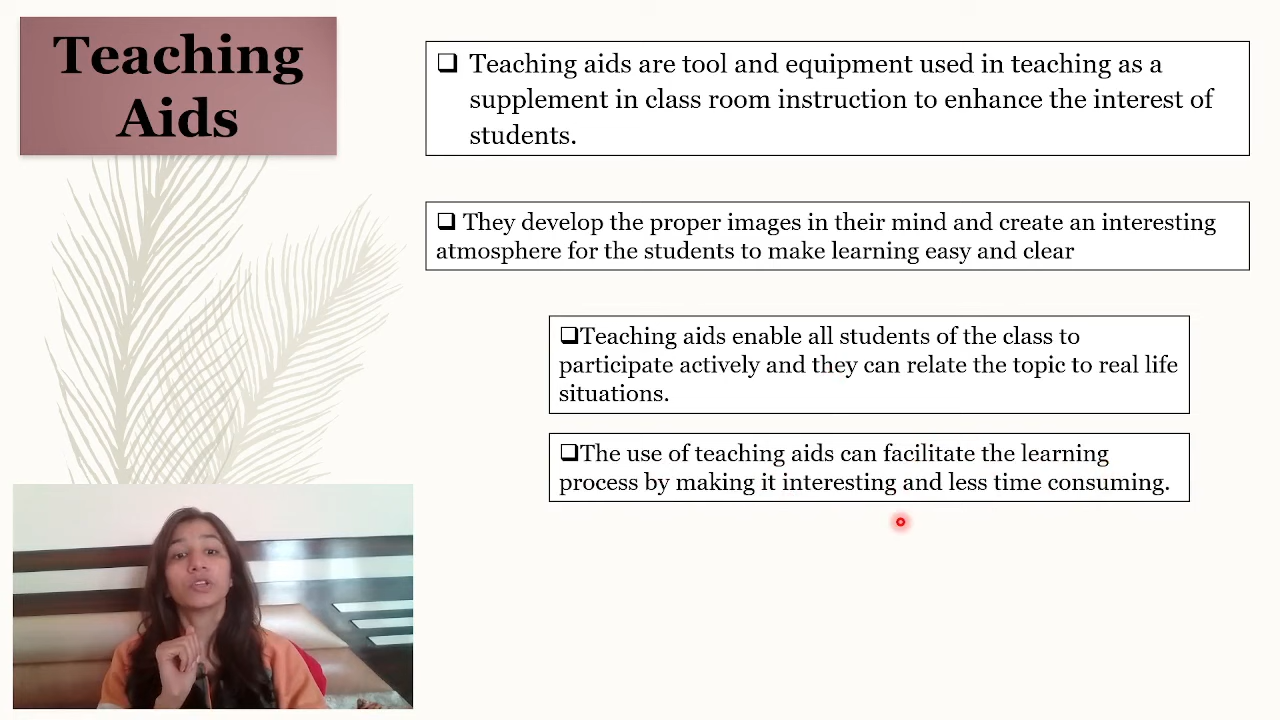 Teaching
Aids
❑ Teaching aids are tool and equipment used in teaching as a
supplement in class room instruction to enhance the interest of
students.
❑ They develop the proper images in their mind and create an interesting
atmosphere for the students to make learning easy and clear
❑Teaching aids enable all students of the class to
participate actively and they can relate the topic to real life
situations.
❑The use of teaching aids can facilitate the learning
process by making it interesting and less time consuming.